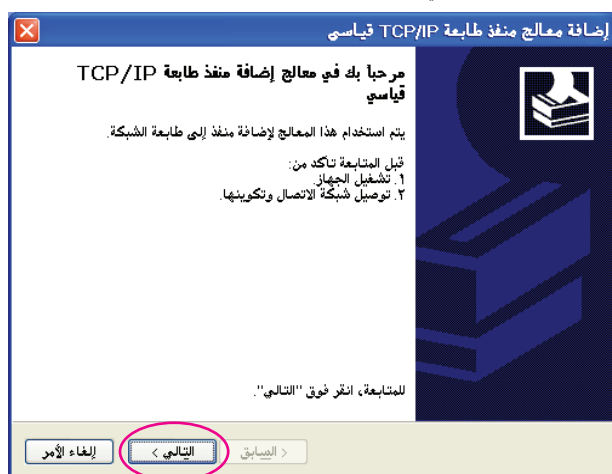 إضافة معالج منفذ طابعة TCP/IP قياسي
مرحباً بك في معالج إضافة منفذ طابعة TCP/IP
قياسي
يتم استخدام هذا المعالج لإضافة منفذ إلى طابعة الشبكة.
قبل المتابعة تأكد من:
١. تشغيل الجهاز.
٢. توصيل شبكة الاتصال وتكوينها.
للمتابعة، انقر فوق "التالي".
< السابق
التالي >
إلغاء الأمر